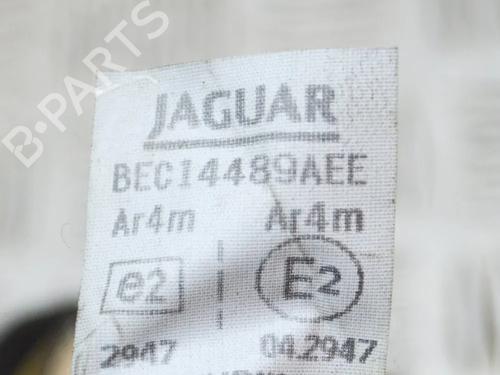 B-PARTS
JAGUAR
BEC14489AEE
Ar4m Ar4m
e2 E2
2947 04.2947